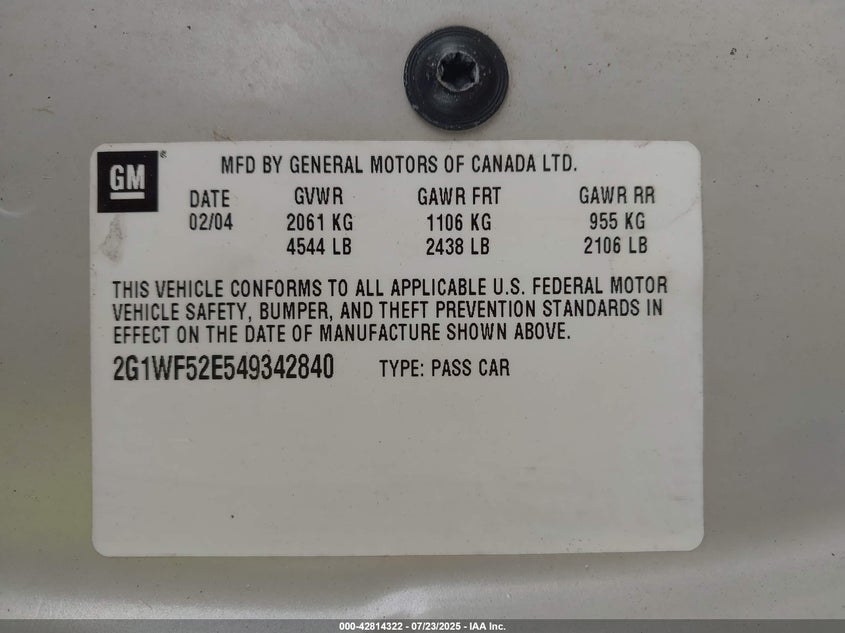 GM®
MFD BY GENERAL MOTORS OF CANADA LTD.
DATE GVWR GAWR FRT GAWR RR
02/04 2061 KG 1106 KG 955 KG
4544 LB 2438 LB 2106 LB
THIS VEHICLE CONFORMS TO ALL APPLICABLE U.S. FEDERAL MOTOR
VEHICLE SAFETY, BUMPER, AND THEFT PREVENTION STANDARDS IN
EFFECT ON THE DATE OF MANUFACTURE SHOWN ABOVE.
2G1WF52E549342840 TYPE: PASS CAR
000-42814322 - 07/23/2025 - IAA Inc.